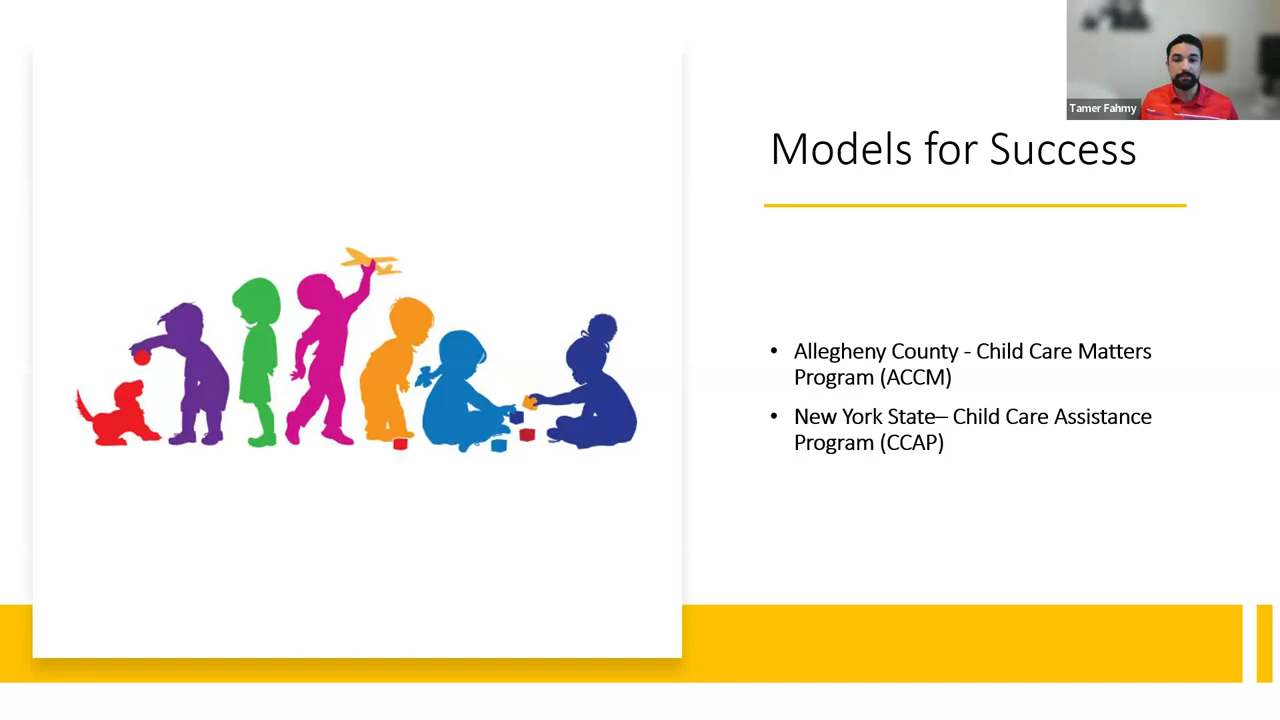 Tamer Fahmy
Models for Success
• Allegheny County - Child Care Matters
Program (ACCM)
• New York State– Child Care Assistance
Program (CCAP)